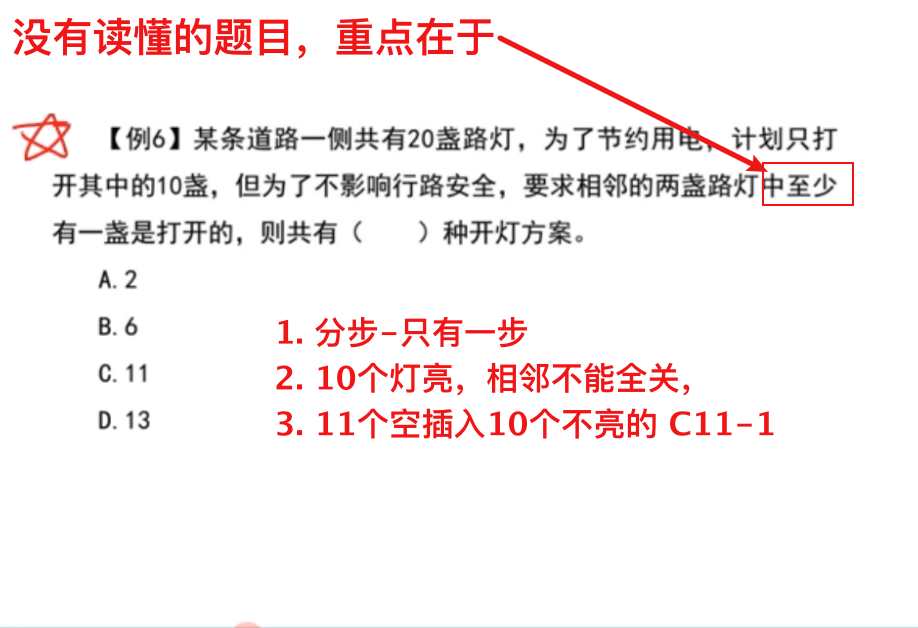 没有读懂的题目，重点在于
【例6】某条道路一侧共有20盏路灯，为了节约用电，计划只打
开其中的10盏，但为了不影响行路安全，要求相邻的两盏路灯中至少
有一盏是打开的，则共有（　　）种开灯方案。
A. 2
B. 6
C. 11
D. 13
1. 分步-只有一步
2. 10个灯亮，相邻不能全关，
3. 11个空插入10个不亮的 C11-1